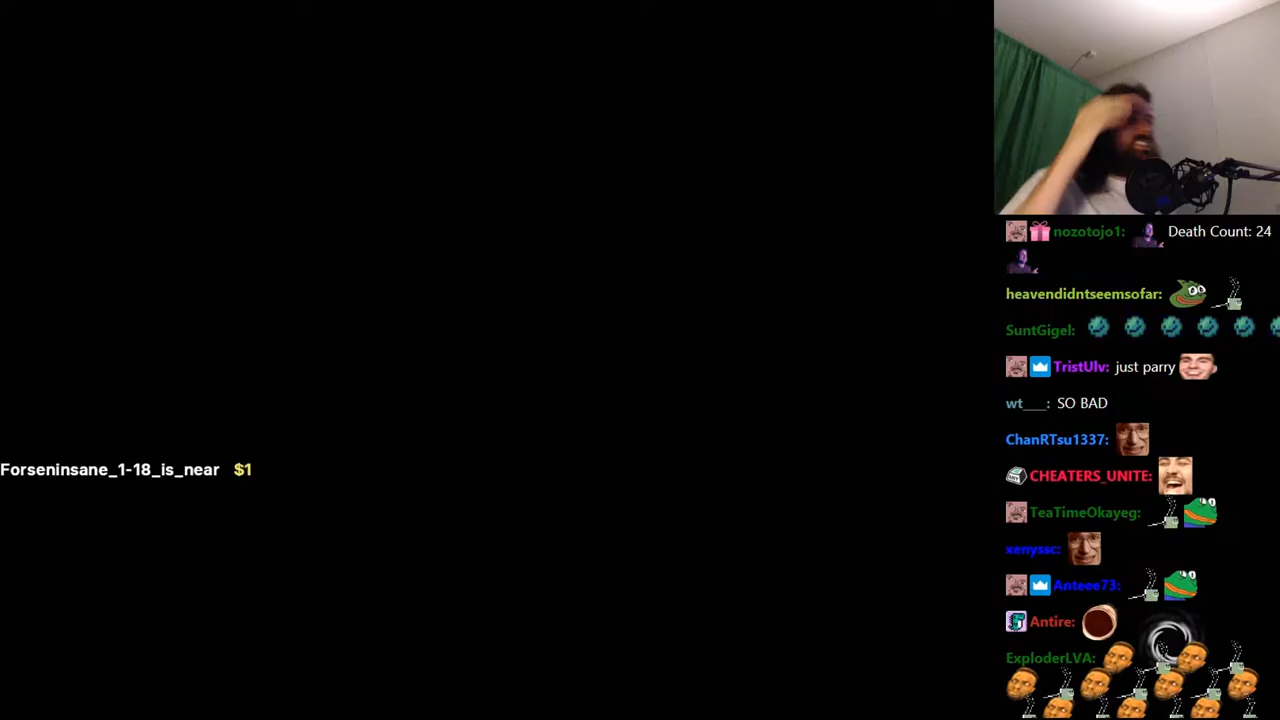 nozotojo1: Death Count: 24
heavendidntseemsofar:
SuntGigel:
TristUlv: just parry
wt___: SO BAD
ChanRTsu1337:
CHEATERS_UNITE:
Forseninsane_1-18_is_near $1
TeaTimeOkayeg:
xenyssc:
Anteee73:
Antire:
ExploderLVA: